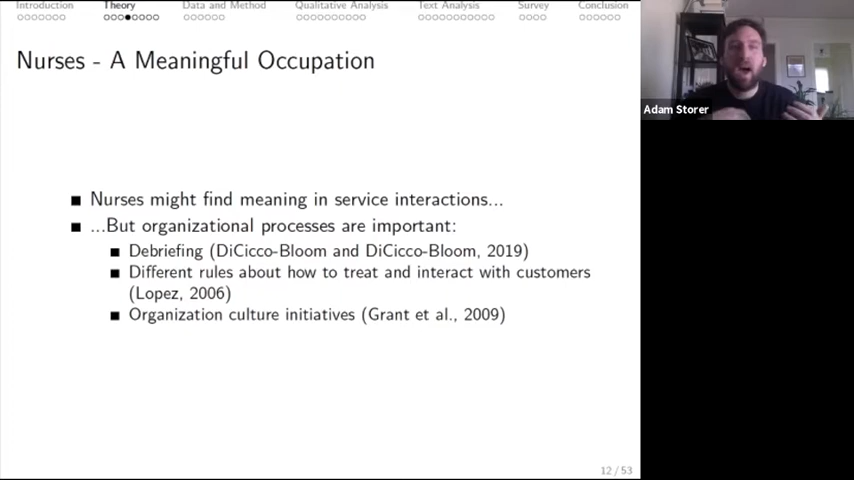 Introduction Theory Data and Method Qualitative Analysis Text Analysis Survey Conclusion
Nurses - A Meaningful Occupation
Nurses might find meaning in service interactions...
...But organizational processes are important:
Debriefing (DiCicco-Bloom and DiCicco-Bloom, 2019)
Different rules about how to treat and interact with customers
(Lopez, 2006)
Organization culture initiatives (Grant et al., 2009)
12 / 53
Adam Storer